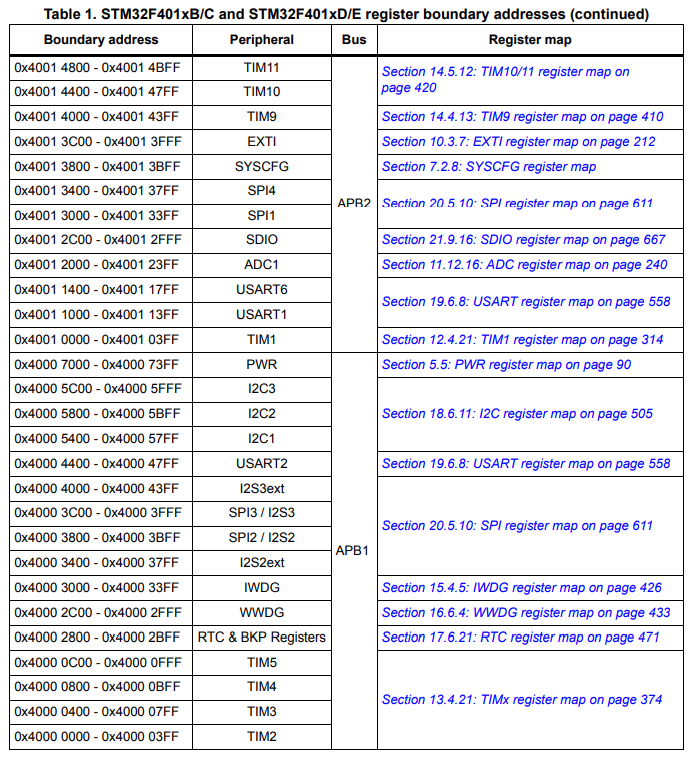 Table 1. STM32F401xB/C and STM32F401xD/E register boundary addresses (continued)
Boundary address Peripheral Bus Register map
0x4001 4800 - 0x4001 4BFF TIM11 APB2 Section 14.5.12: TIM10/11 register map on
page 420
0x4001 4400 - 0x4001 47FF TIM10
0x4001 4000 - 0x4001 43FF TIM9 Section 14.4.13: TIM9 register map on page 410
0x4001 3C00 - 0x4001 3FFF EXTI Section 10.3.7: EXTI register map on page 212
0x4001 3800 - 0x4001 3BFF SYSCFG Section 7.2.8: SYSCFG register map
0x4001 3400 - 0x4001 37FF SPI4 Section 20.5.10: SPI register map on page 611
0x4001 3000 - 0x4001 33FF SPI1
0x4001 2C00 - 0x4001 2FFF SDIO Section 21.9.16: SDIO register map on page 667
0x4001 2000 - 0x4001 23FF ADC1 Section 11.12.16: ADC register map on page 240
0x4001 1400 - 0x4001 17FF USART6 Section 19.6.8: USART register map on page 558
0x4001 1000 - 0x4001 13FF USART1
0x4001 0000 - 0x4001 03FF TIM1 Section 12.4.21: TIM1 register map on page 314
0x4000 7000 - 0x4000 73FF PWR APB1 Section 5.5: PWR register map on page 90
0x4000 5C00 - 0x4000 5FFF I2C3 Section 18.6.11: I2C register map on page 505
0x4000 5800 - 0x4000 5BFF I2C2
0x4000 5400 - 0x4000 57FF I2C1
0x4000 4400 - 0x4000 47FF USART2 Section 19.6.8: USART register map on page 558
0x4000 4000 - 0x4000 43FF I2S3ext Section 20.5.10: SPI register map on page 611
0x4000 3C00 - 0x4000 3FFF SPI3 / I2S3
0x4000 3800 - 0x4000 3BFF SPI2 / I2S2
0x4000 3400 - 0x4000 37FF I2S2ext
0x4000 3000 - 0x4000 33FF IWDG Section 15.4.5: IWDG register map on page 426
0x4000 2C00 - 0x4000 2FFF WWDG Section 16.6.4: WWDG register map on page 433
0x4000 2800 - 0x4000 2BFF RTC & BKP Registers Section 17.6.21: RTC register map on page 471
0x4000 0C00 - 0x4000 0FFF TIM5 Section 13.4.21: TIMx register map on page 374
0x4000 0800 - 0x4000 0BFF TIM4
0x4000 0400 - 0x4000 07FF TIM3
0x4000 0000 - 0x4000 03FF TIM2